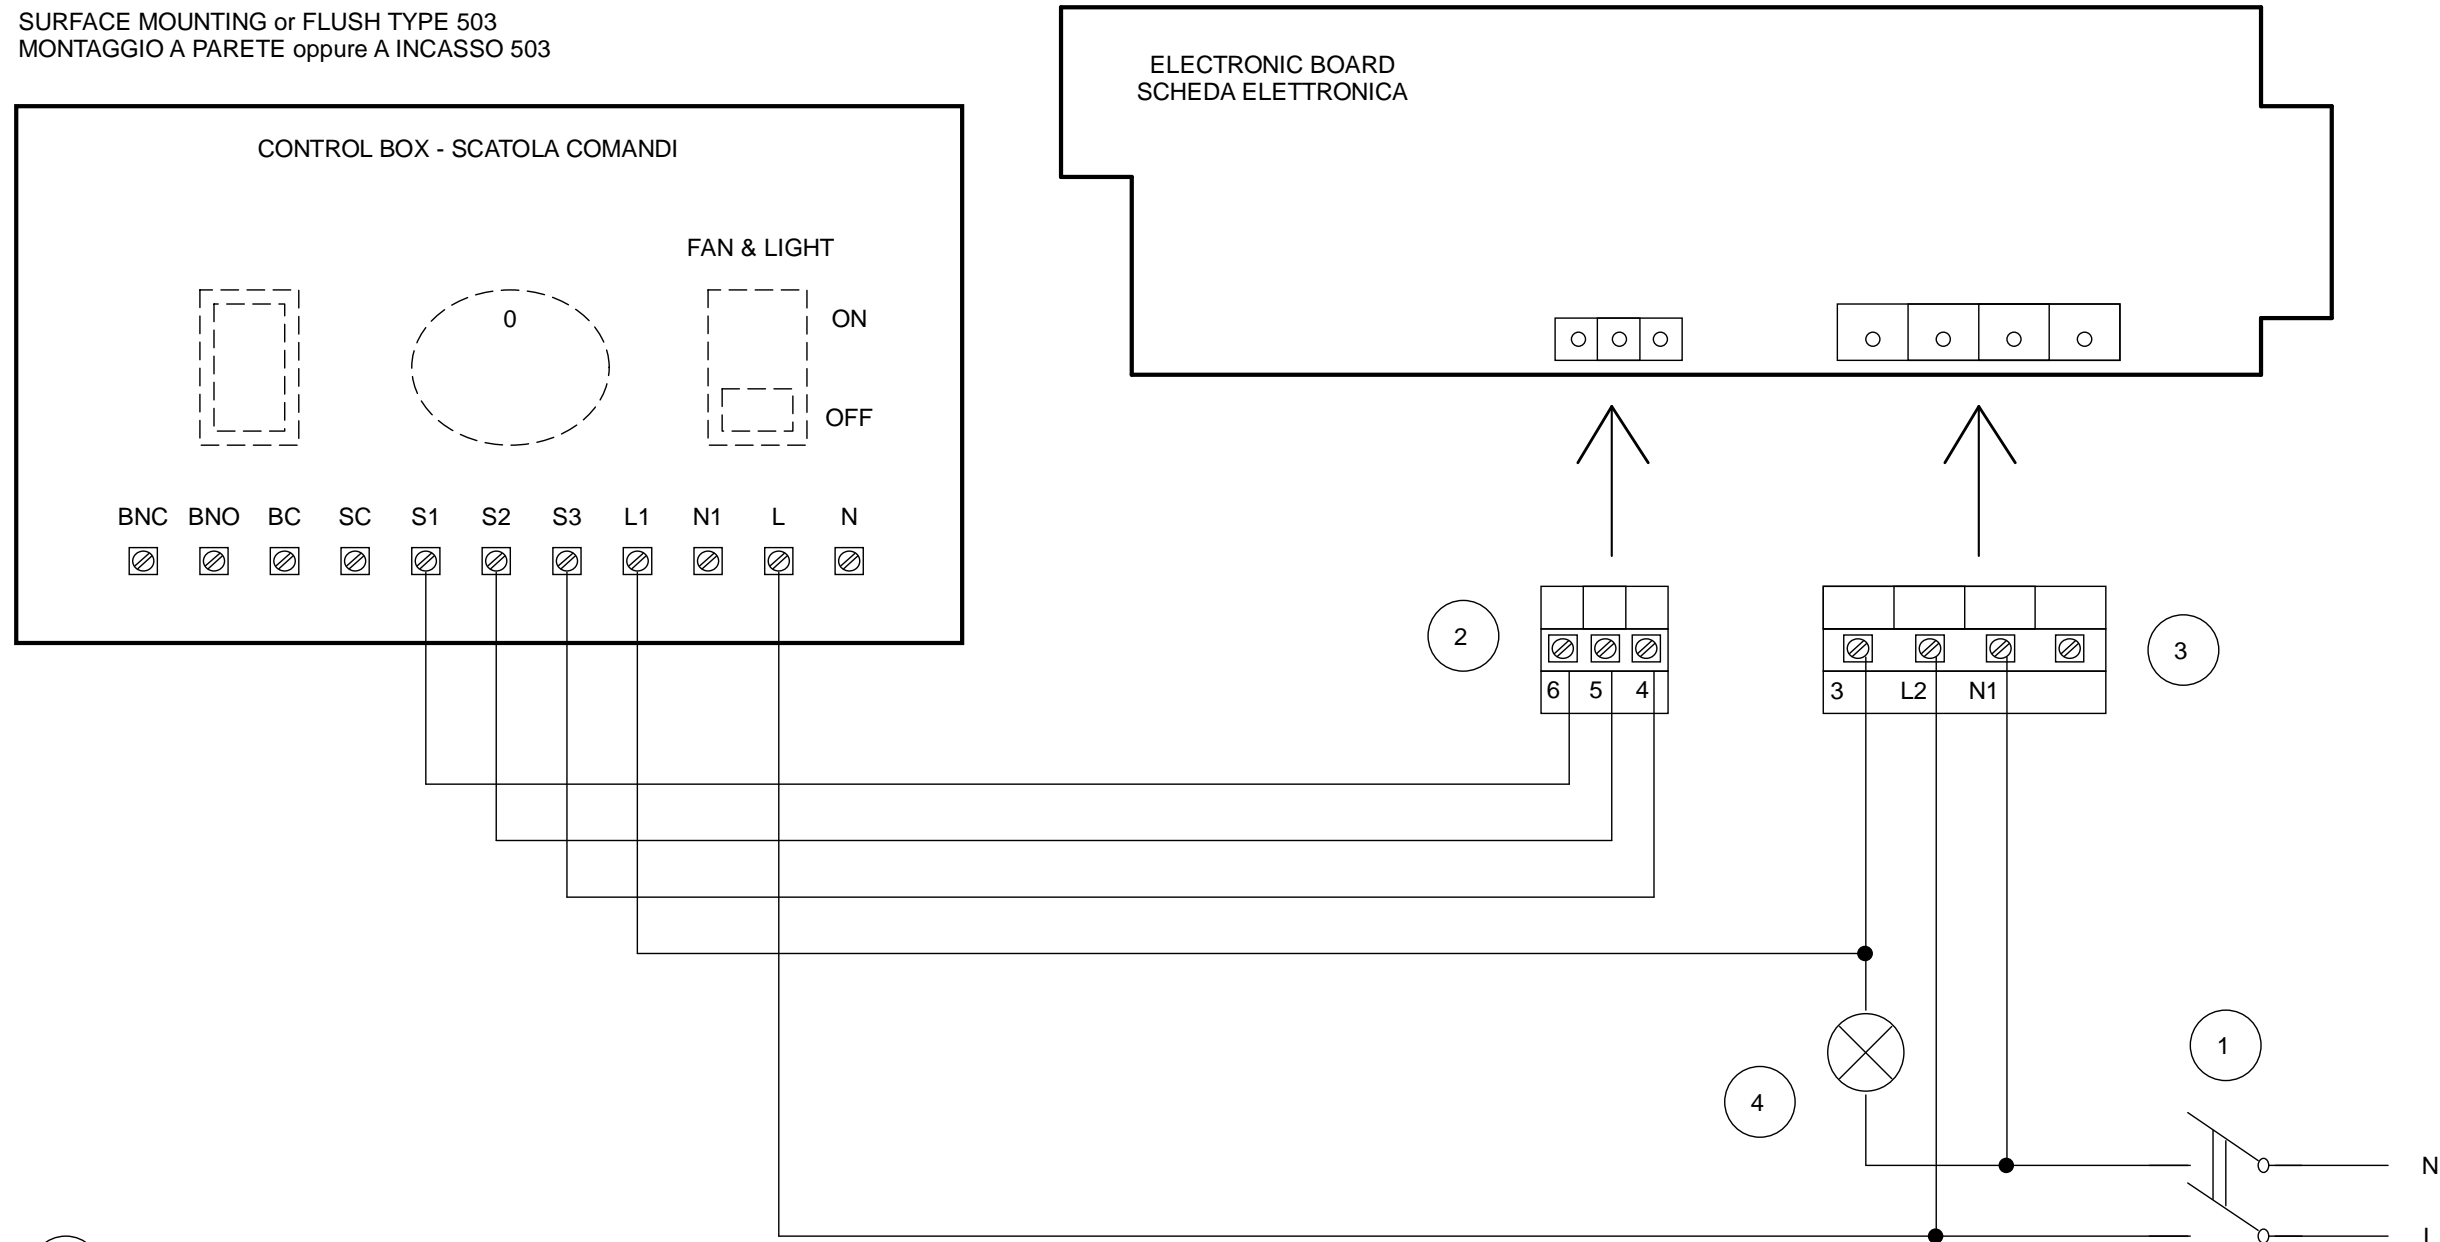 SURFACE MOUNTING or FLUSH TYPE 503
MONTAGGIO A PARETE oppure A INCASSO 503
ELECTRONIC BOARD
SCHEDA ELETTRONICA
CONTROL BOX - SCATOLA COMANDI
FAN & LIGHT
0
ON
OFF
BNC BNO BC SC S1 S2 S3 L1 N1 L N
2
3
6 5 4
3 L2 N1
1
4
N